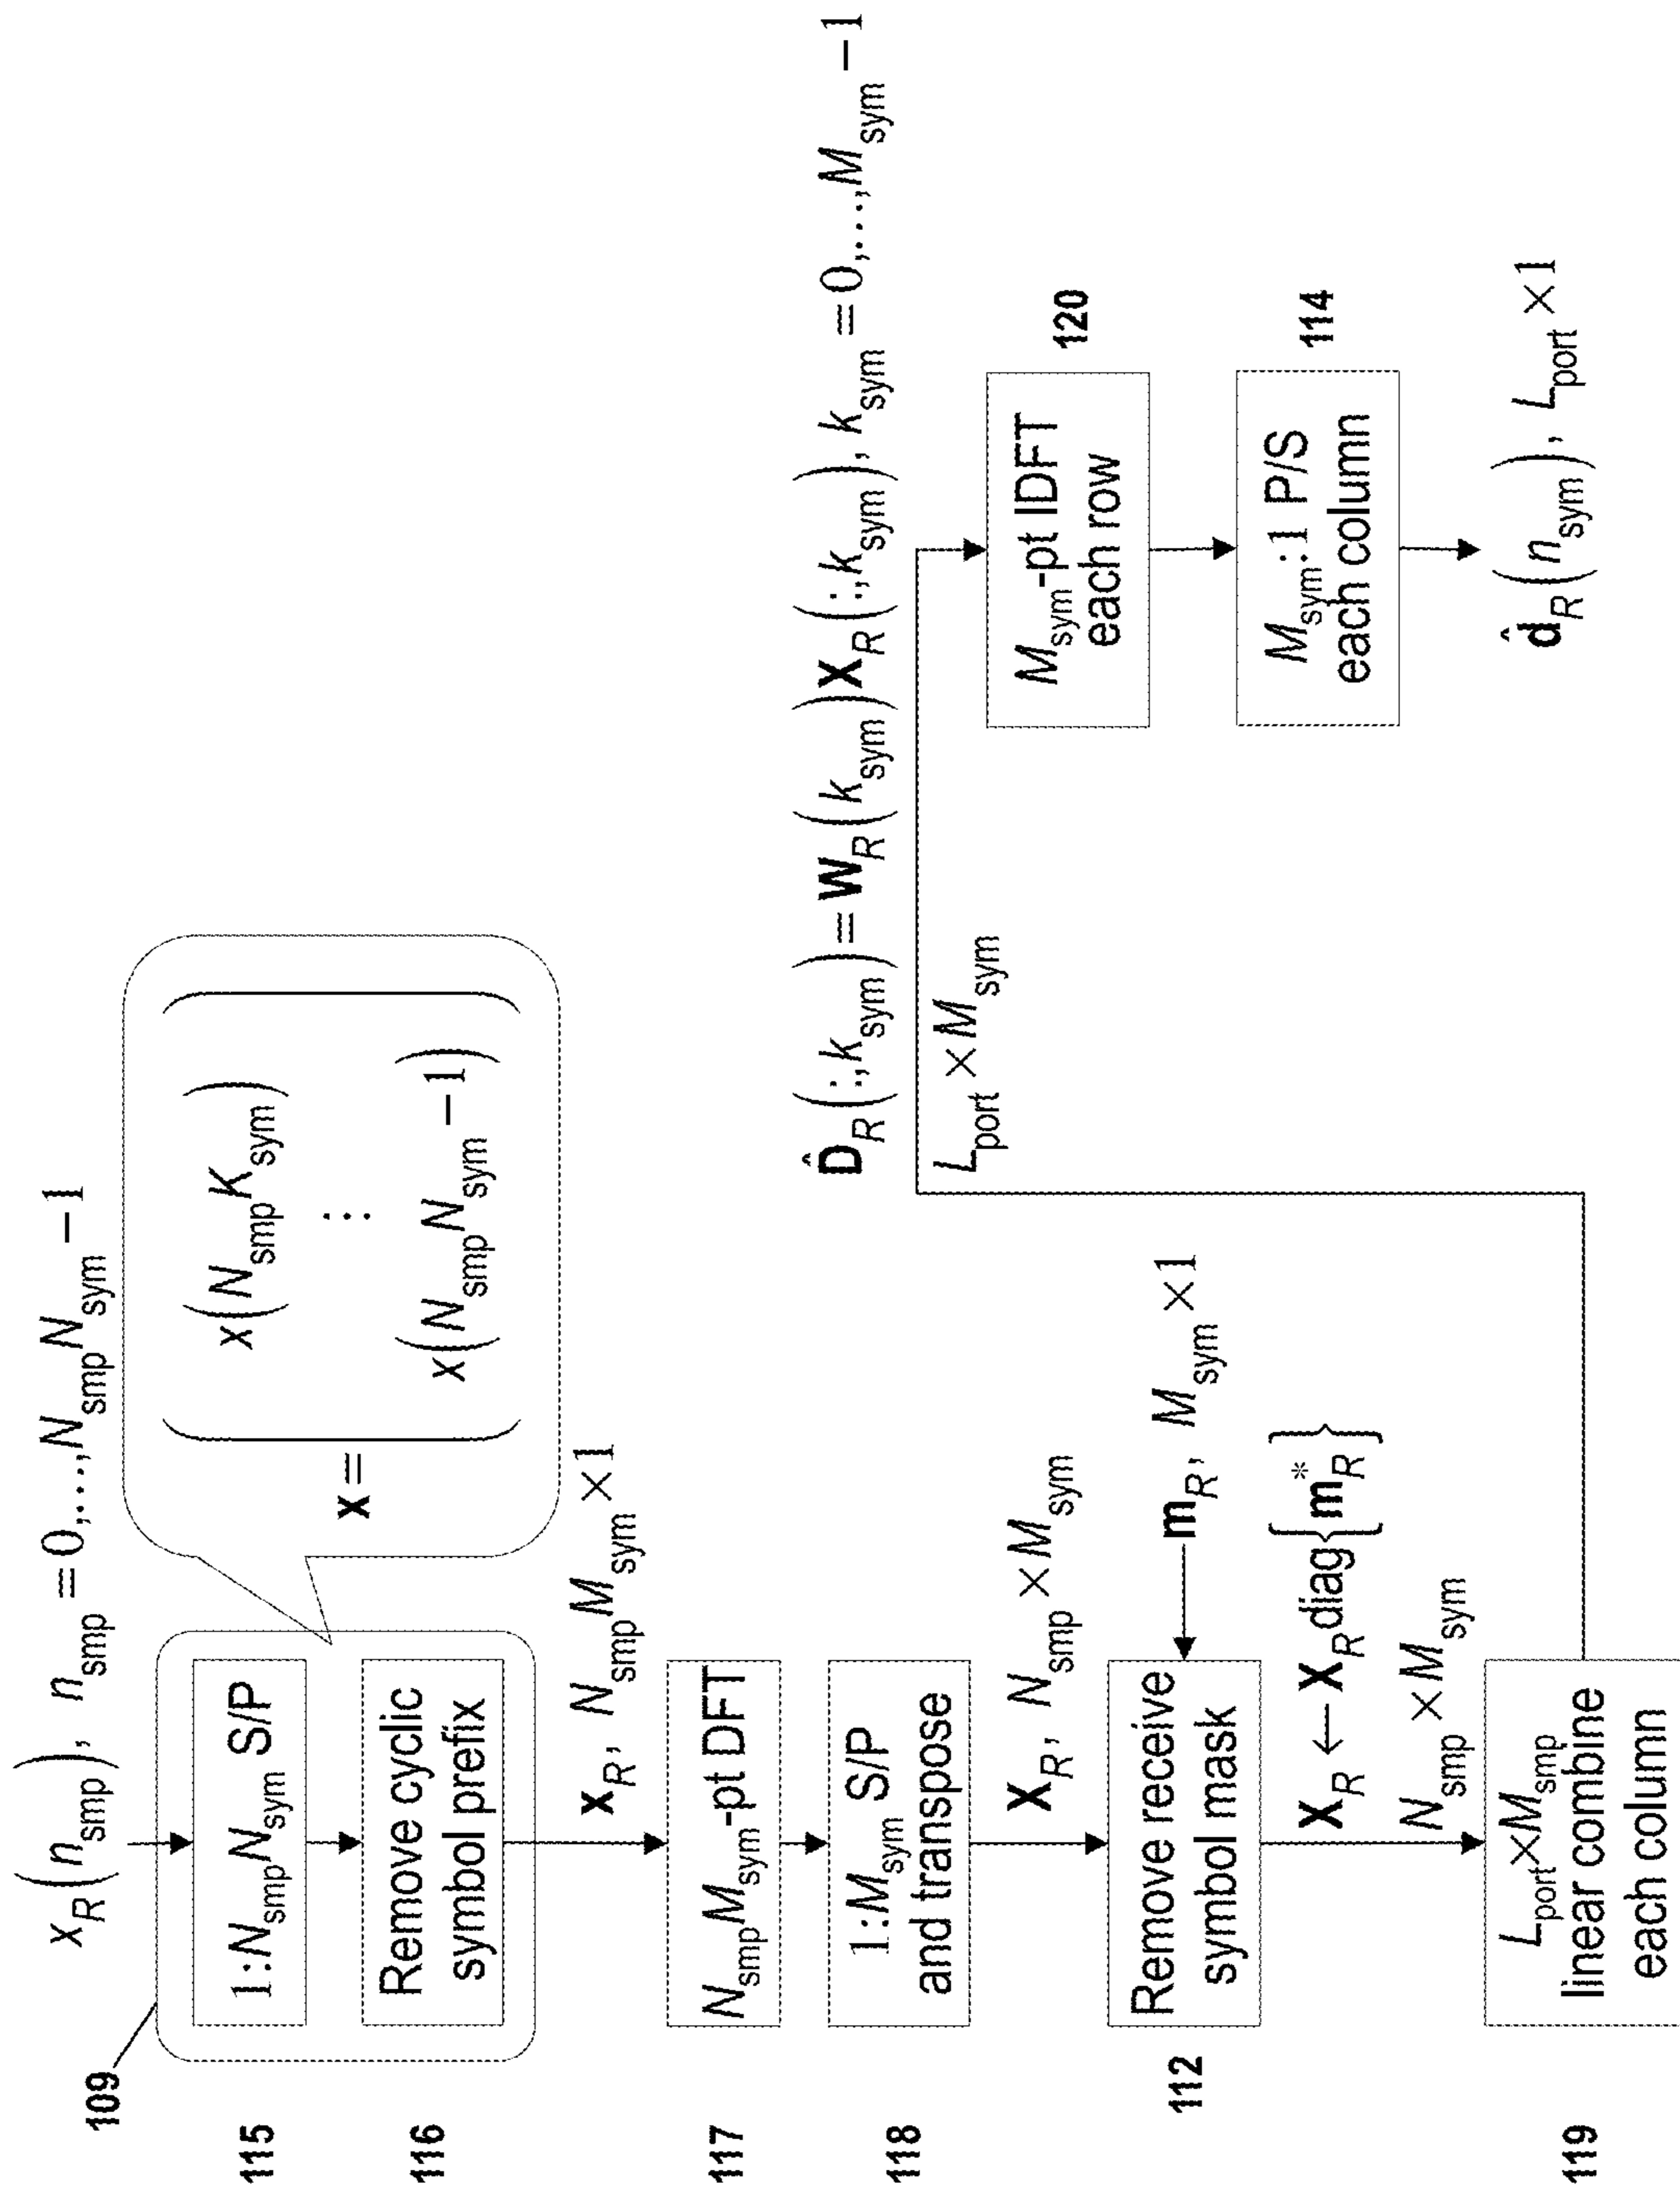 x_R(n_smp), n_smp = 0,…,N_smp N_sym − 1
109
115
1:N_smp N_sym S/P
116
Remove cyclic
symbol prefix
x =
x(N_smp K_sym)
⋮
x(N_smp N_sym − 1)
x_R, N_smp M_sym × 1
117
N_smp M_sym-pt DFT
118
1:M_sym S/P
and transpose
X_R, N_smp × M_sym
112
Remove receive
symbol mask
m_R, M_sym × 1
X_R ← X_R diag{m*_R}
N_smp × M_sym
119
L_port × M_smp
linear combine
each column
D̂_R(:,k_sym) = W_R(k_sym) X_R(:,k_sym), k_sym = 0,…,M_sym − 1
L_port × M_sym
M_sym-pt IDFT
each row
120
M_sym:1 P/S
each column
114
d̂_R(n_sym), L_port × 1